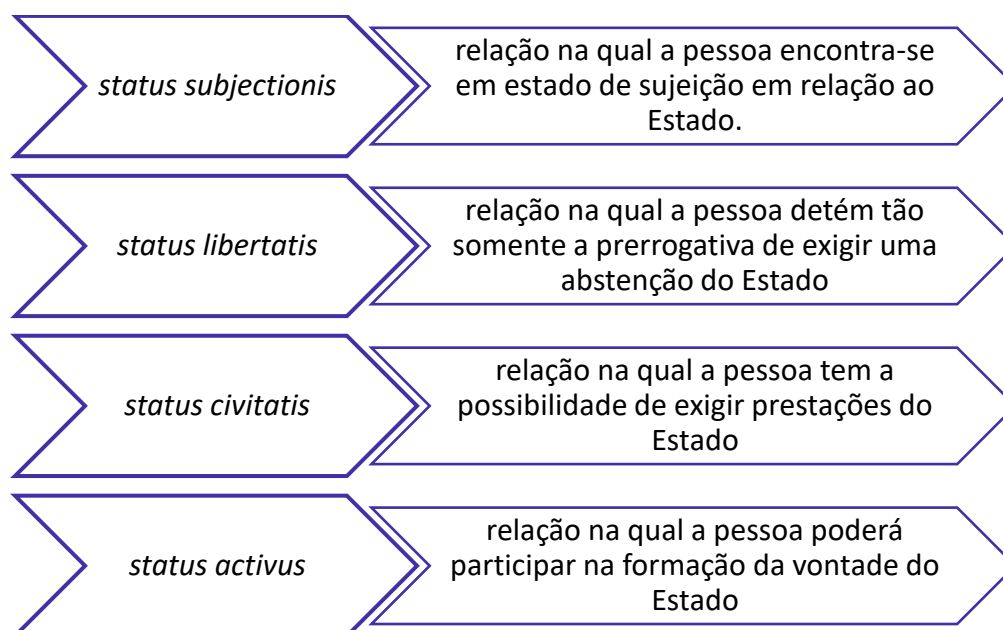 status subjectionis
relação na qual a pessoa encontra-se
em estado de sujeição em relação ao
Estado.
status libertatis
relação na qual a pessoa detém tão
somente a prerrogativa de exigir uma
abstenção do Estado
status civitatis
relação na qual a pessoa tem a
possibilidade de exigir prestações do
Estado
status activus
relação na qual a pessoa poderá
participar na formação da vontade do
Estado